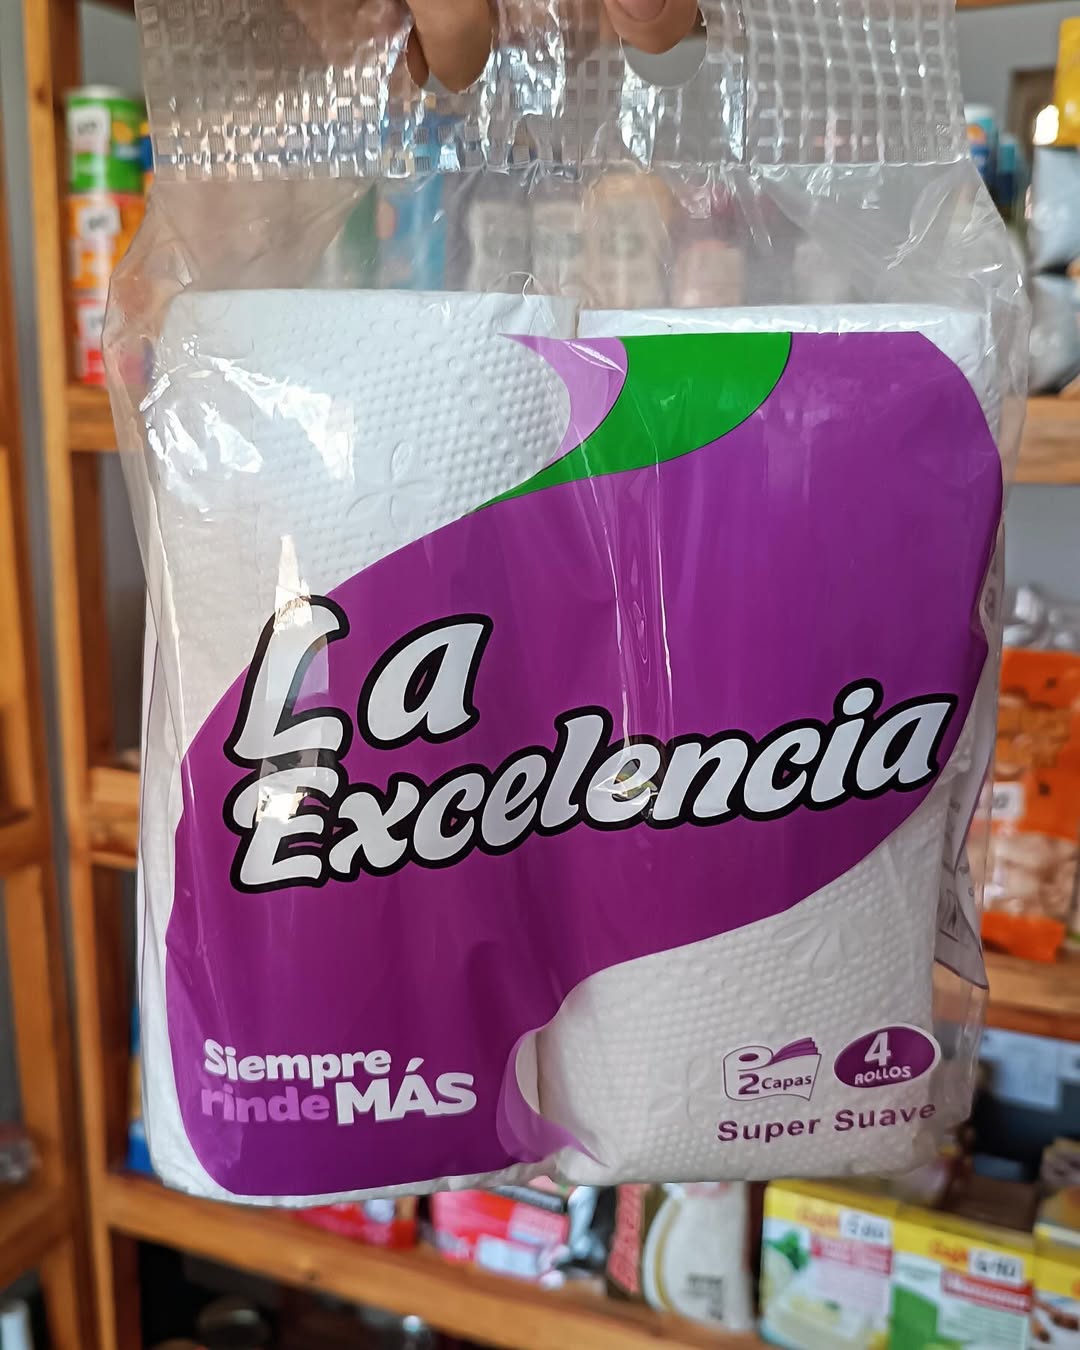 La
Excelencia
Siempre
rinde MÁS
2 Capas
4
ROLLOS
Super Suave